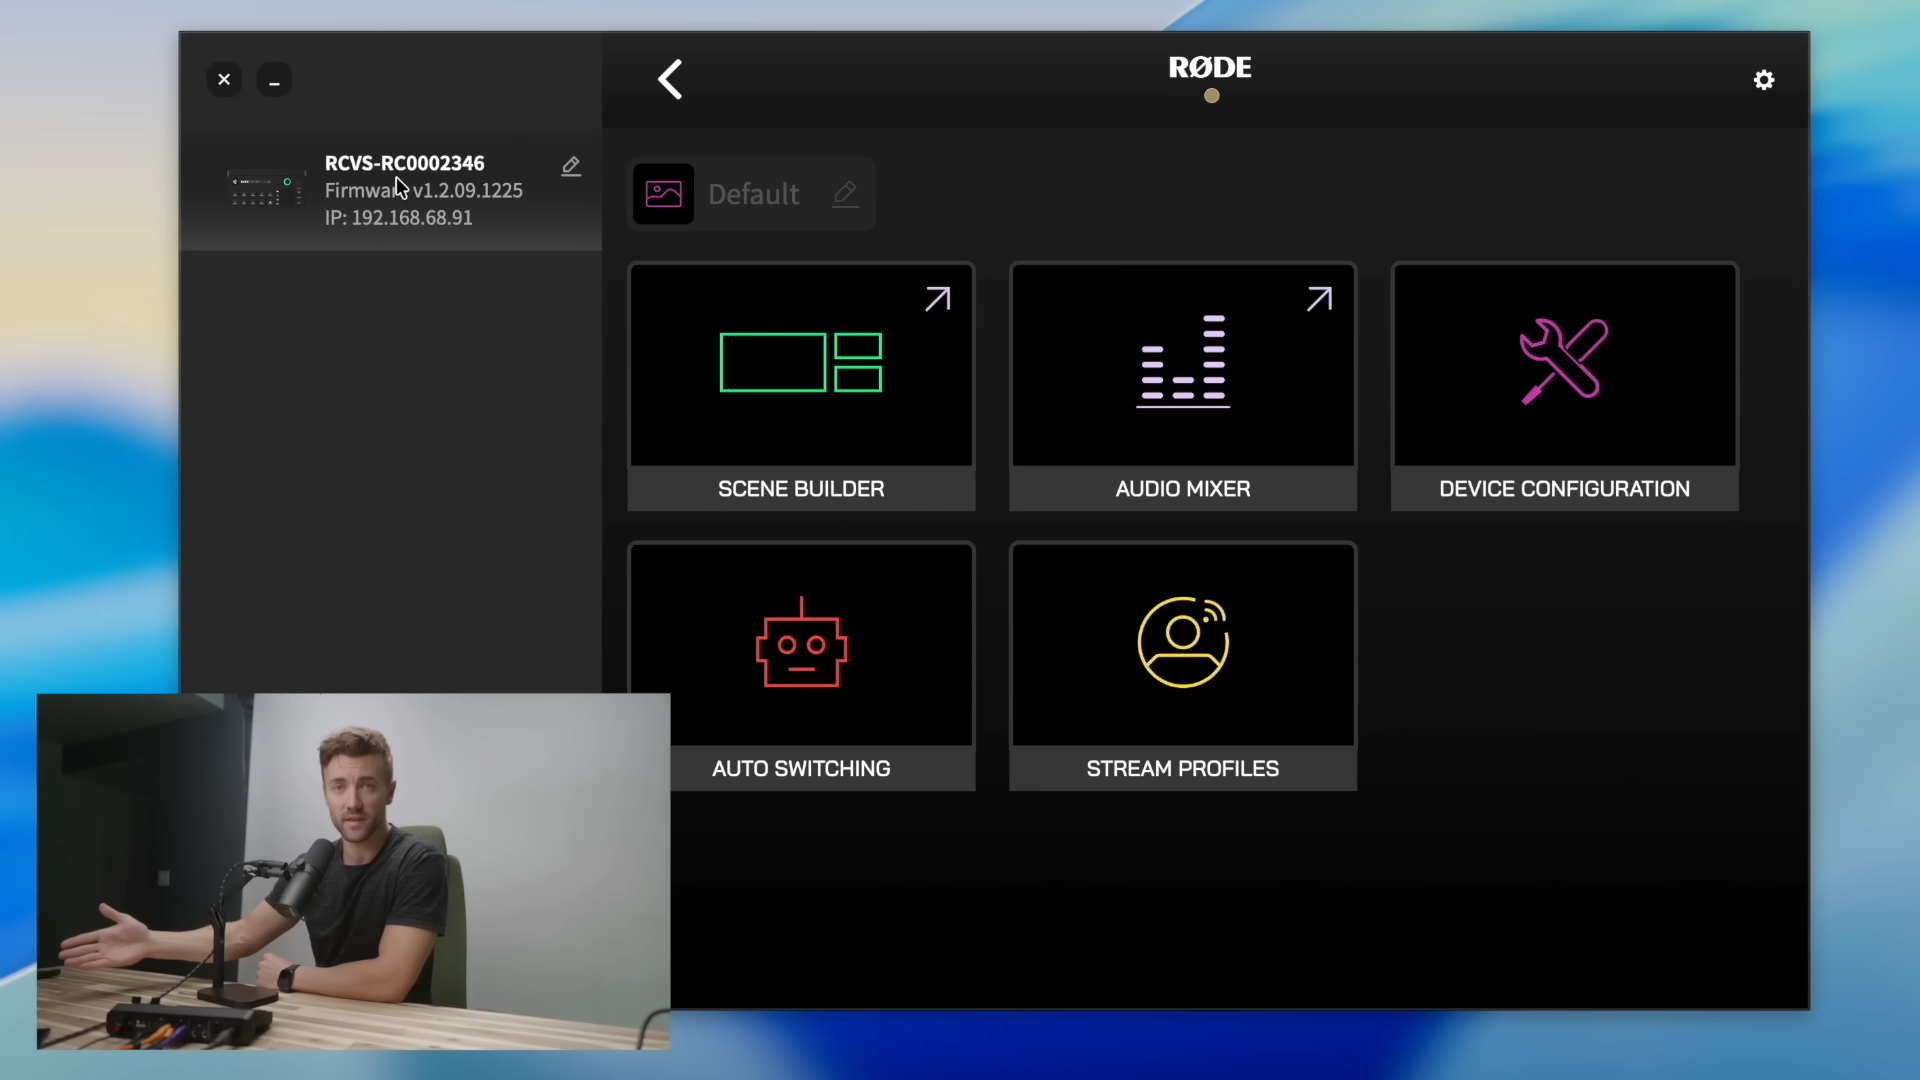 RØDE
RCVS-RC0002346
Firmware v1.2.09.1225
IP: 192.168.68.91
Default
SCENE BUILDER
AUDIO MIXER
DEVICE CONFIGURATION
AUTO SWITCHING
STREAM PROFILES